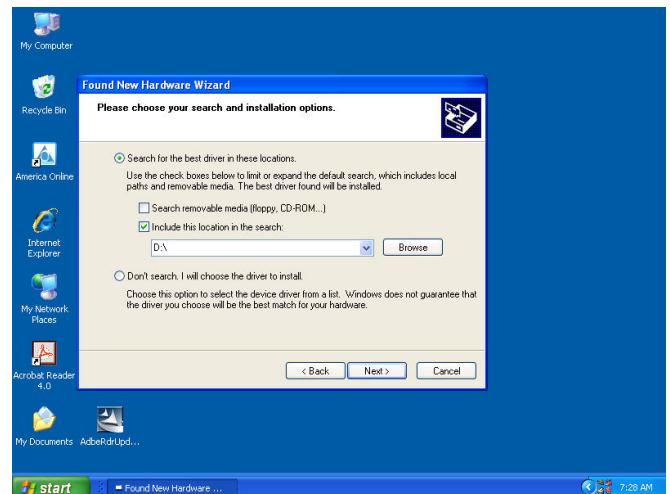 My Computer
Found New Hardware Wizard
Please choose your search and installation options.
Recycle Bin
Search for the best driver in these locations.
Use the check boxes below to limit or expand the default search, which includes local
paths and removable media. The best driver found will be installed.
America Online
Search removable media (floppy, CD-ROM...)
Include this location in the search:
D:\
Browse
Internet
Explorer
Don't search. I will choose the driver to install.
Choose this option to select the device driver from a list. Windows does not guarantee that
the driver you choose will be the best match for your hardware.
My Network
Places
< Back
Next >
Cancel
Acrobat Reader
4.0
My Documents
AdbeRdrUpd...
start
Found New Hardware ...
7:28 AM